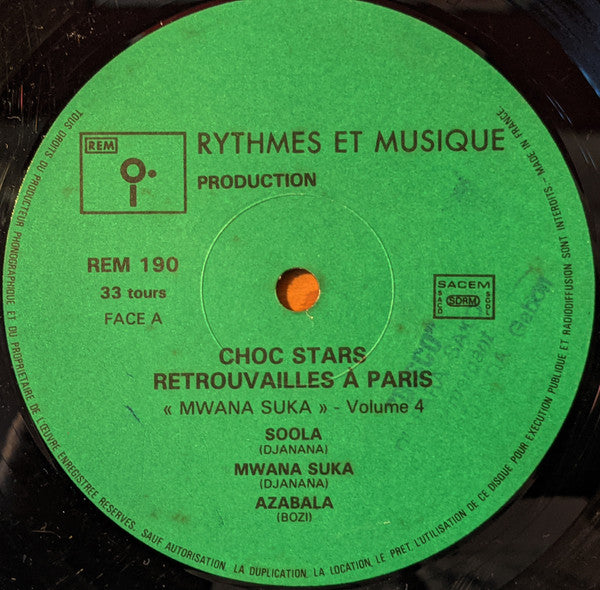 REM
RYTHMES ET MUSIQUE
PRODUCTION
REM 190
33 tours
FACE A
SACEM
SACD SDRM SCGL
CHOC STARS
RETROUVAILLES À PARIS
« MWANA SUKA » - Volume 4
SOOLA
(DJANANA)
MWANA SUKA
(DJANANA)
AZABALA
(BOZI)
TOUS DROITS DU PRODUCTEUR PHONOGRAPHIQUE ET DU PROPRIETAIRE DE L'ŒUVRE ENREGISTREE RESERVES. SAUF AUTORISATION, LA DUPLICATION, LA LOCATION, LE PRET, L'UTILISATION DE CE DISQUE POUR EXECUTION PUBLIQUE ET RADIODIFFUSION SONT INTERDITS - MADE IN FRANCE.
Gabon